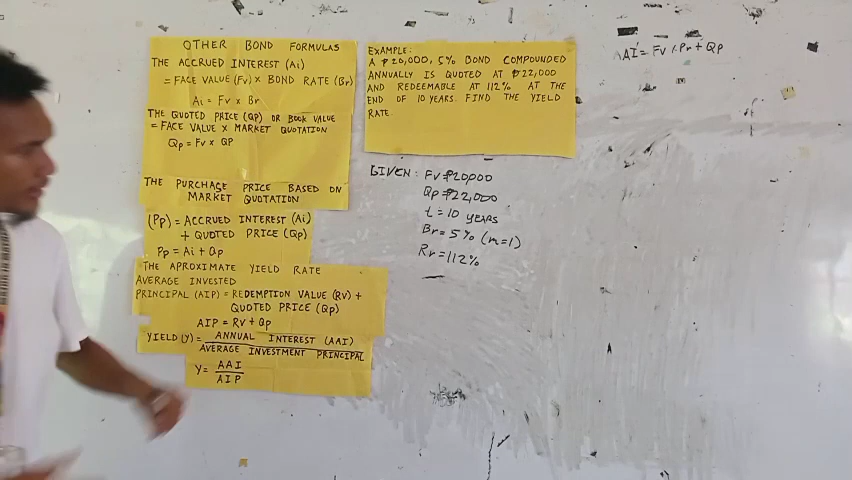 OTHER BOND FORMULAS
THE ACCRUED INTEREST (Ai)
= FACE VALUE (Fv) × BOND RATE (Br)
Ai = Fv × Br
THE QUOTED PRICE (QP) OR BOOK VALUE
= FACE VALUE × MARKET QUOTATION
Qp = Fv × QP
THE PURCHASE PRICE BASED ON
MARKET QUOTATION
(Pp) = ACCRUED INTEREST (Ai)
+ QUOTED PRICE (Qp)
Pp = Ai + Qp
THE APROXIMATE YIELD RATE
AVERAGE INVESTED
PRINCIPAL (AIP) = REDEMPTION VALUE (RV) +
QUOTED PRICE (Qp)
AIP = RV + Qp
YIELD (Y) = ANNUAL INTEREST (AAI)
AVERAGE INVESTMENT PRINCIPAL
Y = AAI
AIP
EXAMPLE:
A ₱20,000, 5% BOND COMPOUNDED
ANNUALLY IS QUOTED AT ₱22,000
AND REDEEMABLE AT 112% AT THE
END OF 10 YEARS. FIND THE YIELD
RATE
GIVEN: Fv ₱20,000
Qp ₱22,000
t = 10 YEARS
Br = 5% (m=1)
Rr = 112%
Fv × Pr + Qp